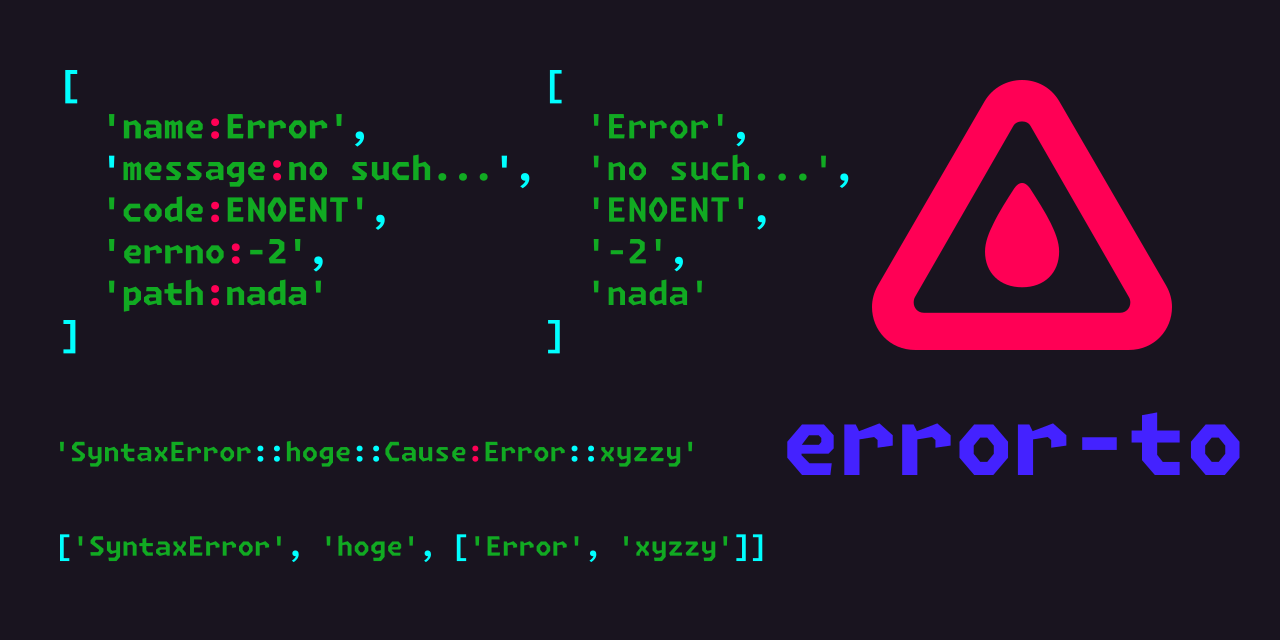 [
'name:Error',
'message:no such...',
'code:ENOENT',
'errno:-2',
'path:nada'
]
[
'Error',
'no such...',
'ENOENT',
'-2',
'nada'
]
error-to
'SyntaxError::hoge::Cause:Error::xyzzy'
['SyntaxError', 'hoge', ['Error', 'xyzzy']]